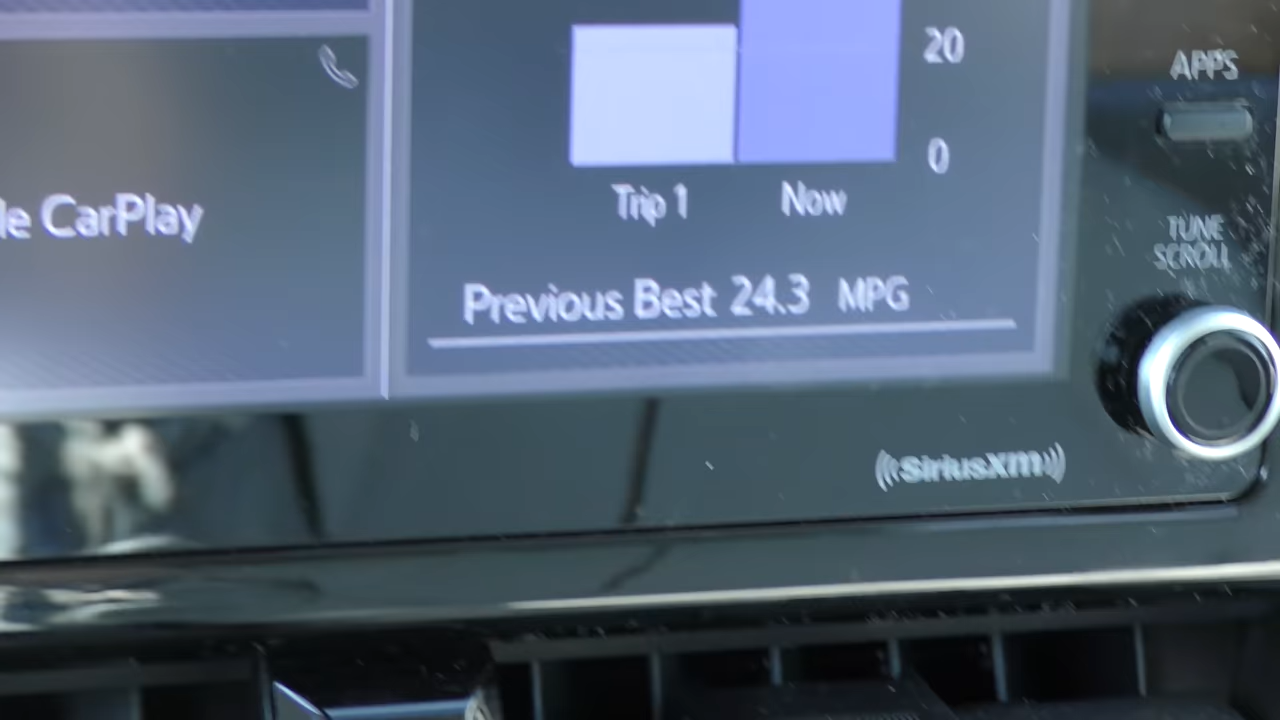 le CarPlay
20
0
Trip 1
Now
Previous Best 24.3 MPG
APPS
TUNE
SCROLL
SiriusXM